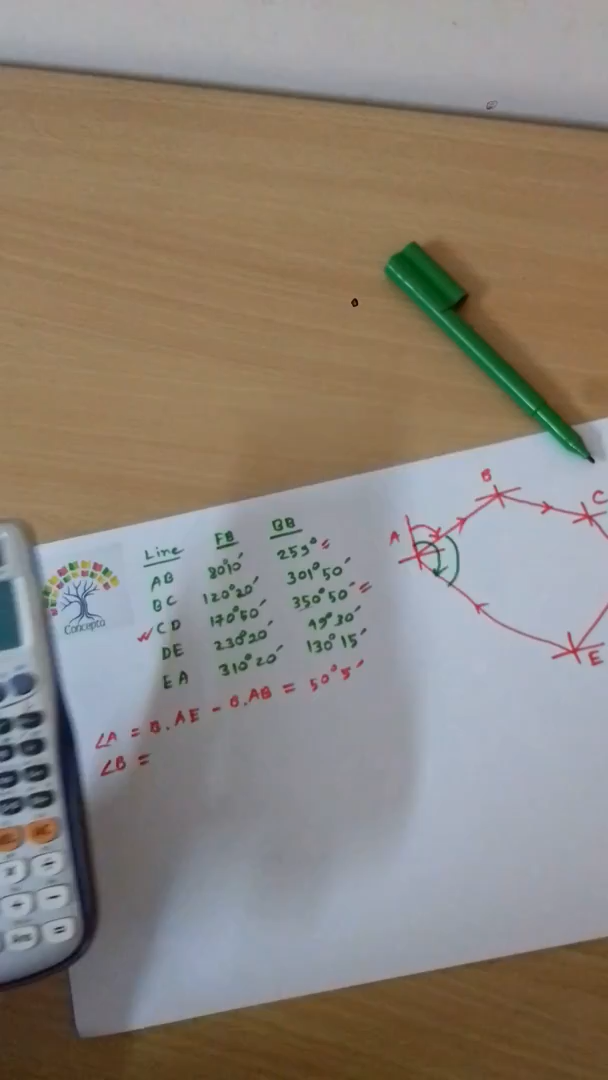 Line FB BB
AB 80°10′ 259°
BC 120°20′ 301°50′
CD 170°50′ 350°50′
DE 230°20′ 49°30′
EA 310°20′ 130°15′
∠A = B.AE - B.AB = 50°5′
∠B =
A
B
C
E
Concepta